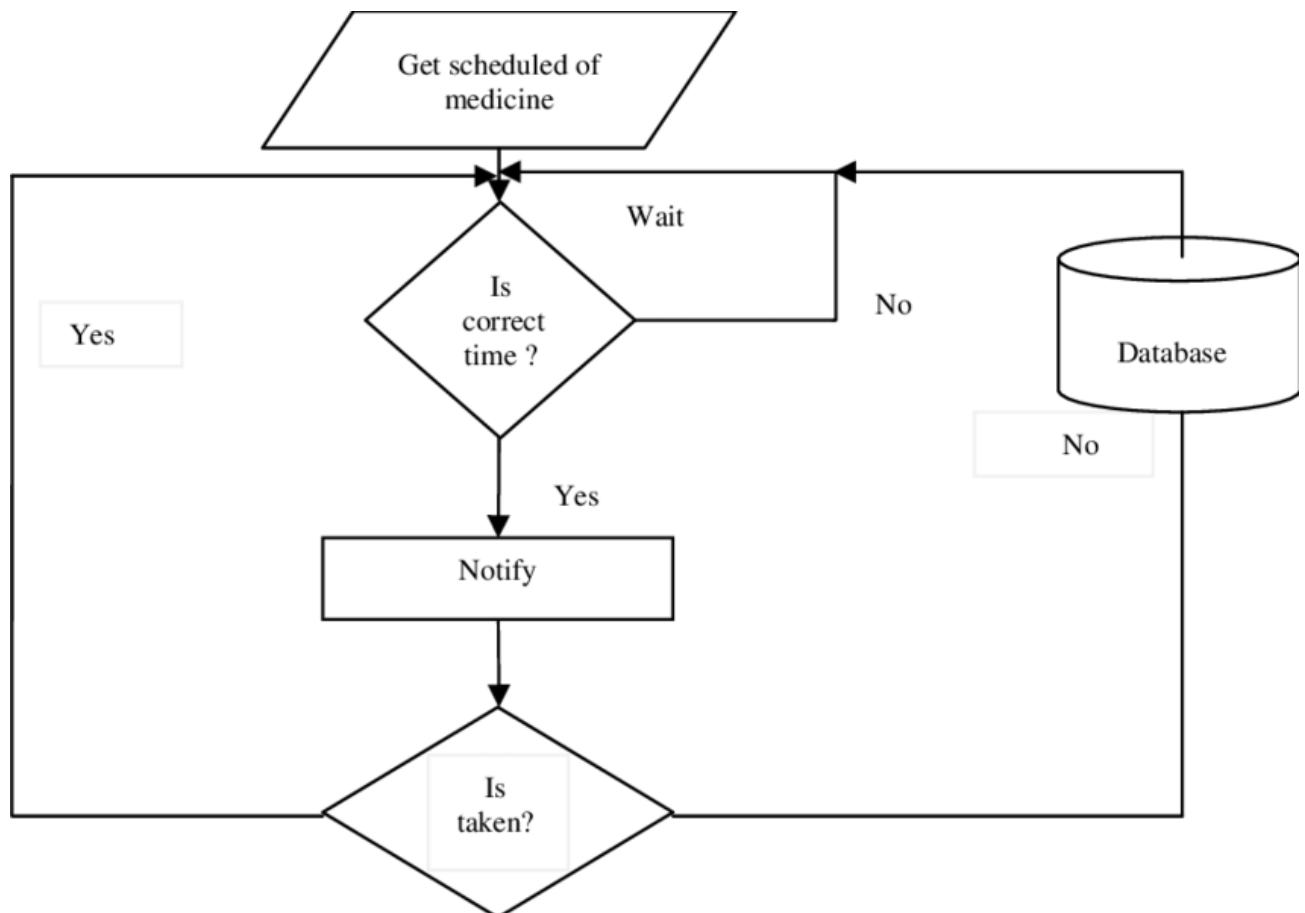 Get scheduled of
medicine
Wait
Is
correct
time ?
No
Yes
Database
No
Yes
Notify
Is
taken?